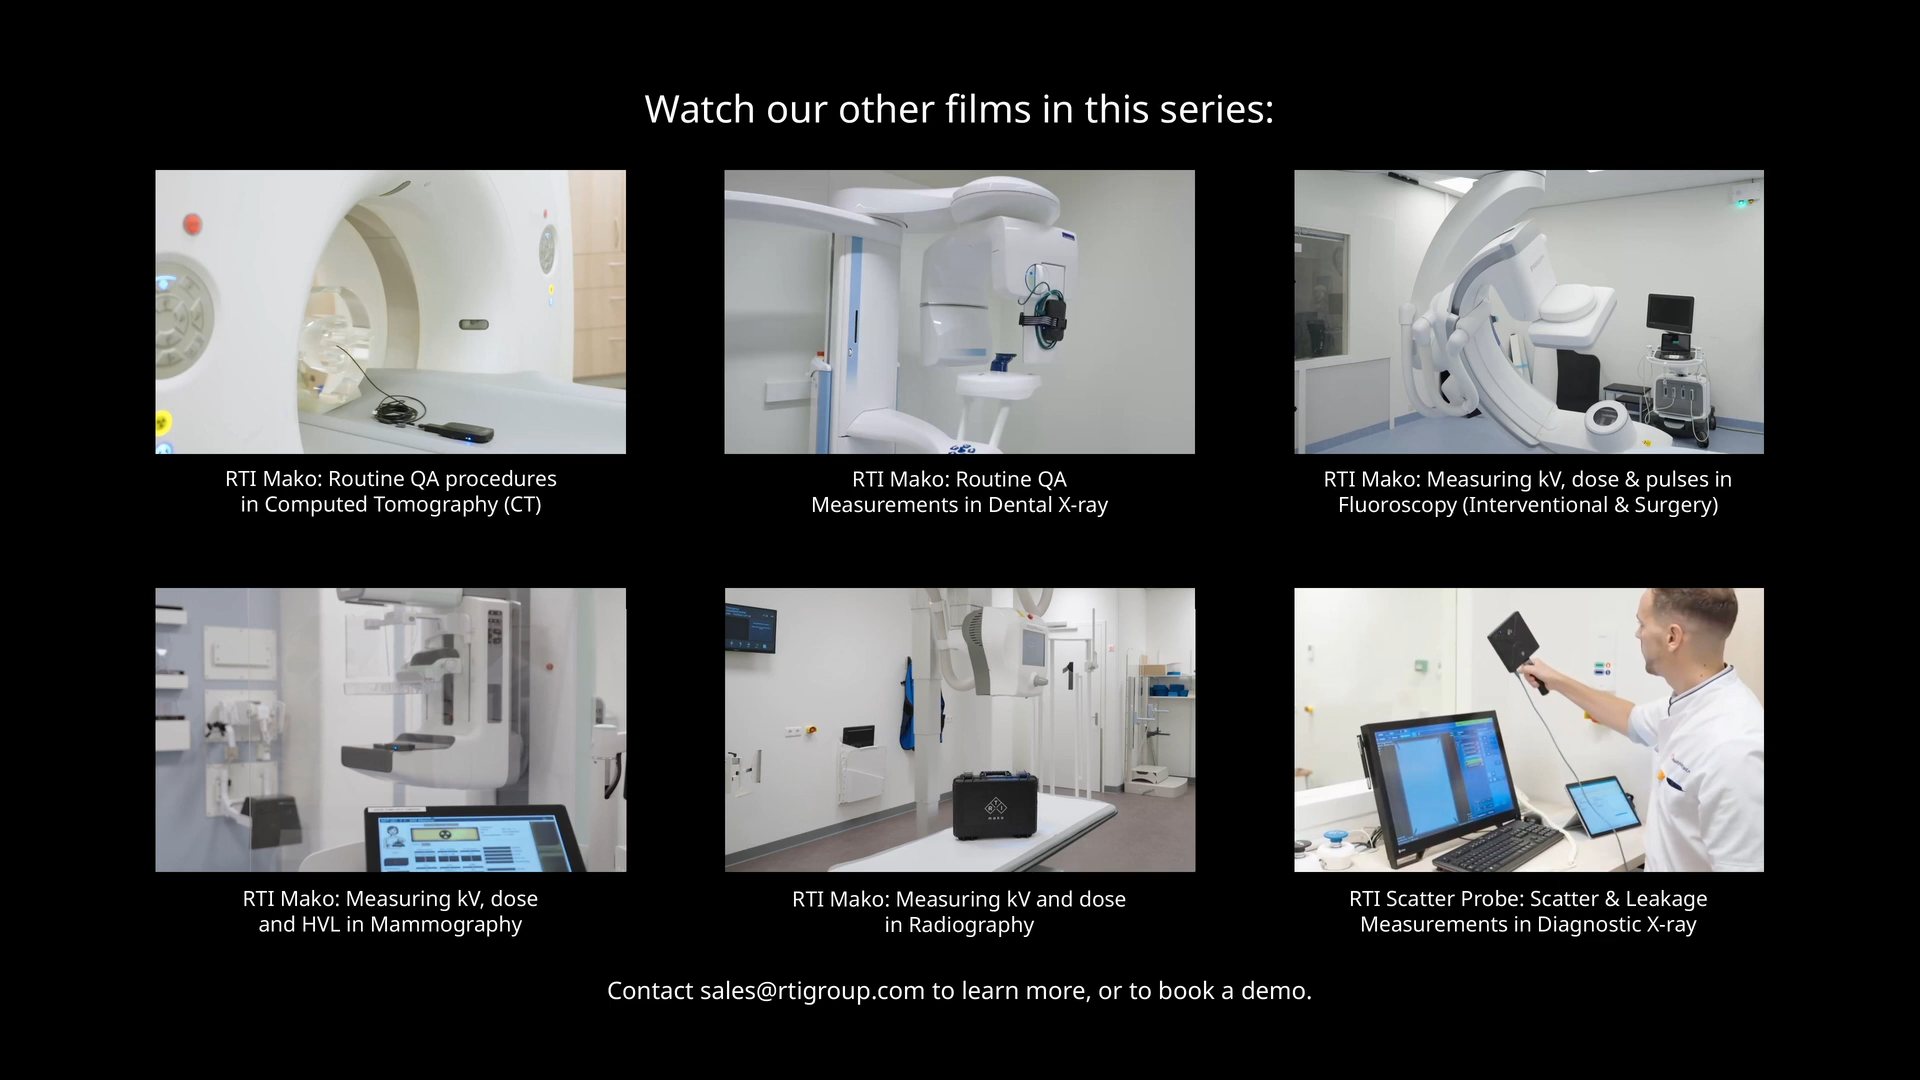 Watch our other films in this series:
RTI Mako: Routine QA procedures
in Computed Tomography (CT)
RTI Mako: Routine QA
Measurements in Dental X-ray
RTI Mako: Measuring kV, dose & pulses in
Fluoroscopy (Interventional & Surgery)
1
RTI
mako
RTI Mako: Measuring kV, dose
and HVL in Mammography
RTI Mako: Measuring kV and dose
in Radiography
RTI Scatter Probe: Scatter & Leakage
Measurements in Diagnostic X-ray
Contact sales@rtigroup.com to learn more, or to book a demo.